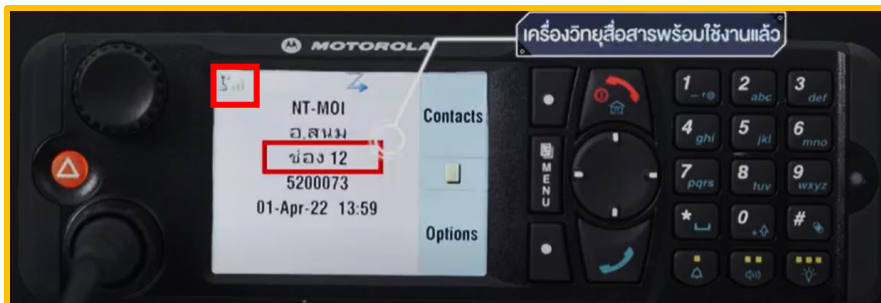 เครื่องวิทยุสื่อสารพร้อมใช้งานแล้ว
MOTOROLA
NT-MOI
อ.สนม
ช่อง 12
5200073
01-Apr-22 13:59
Contacts
Options
MENU
1
2 abc
3 def
4 ghi
5 jkl
6 mno
7 pqrs
8 tuv
9 wxyz
*
0
#